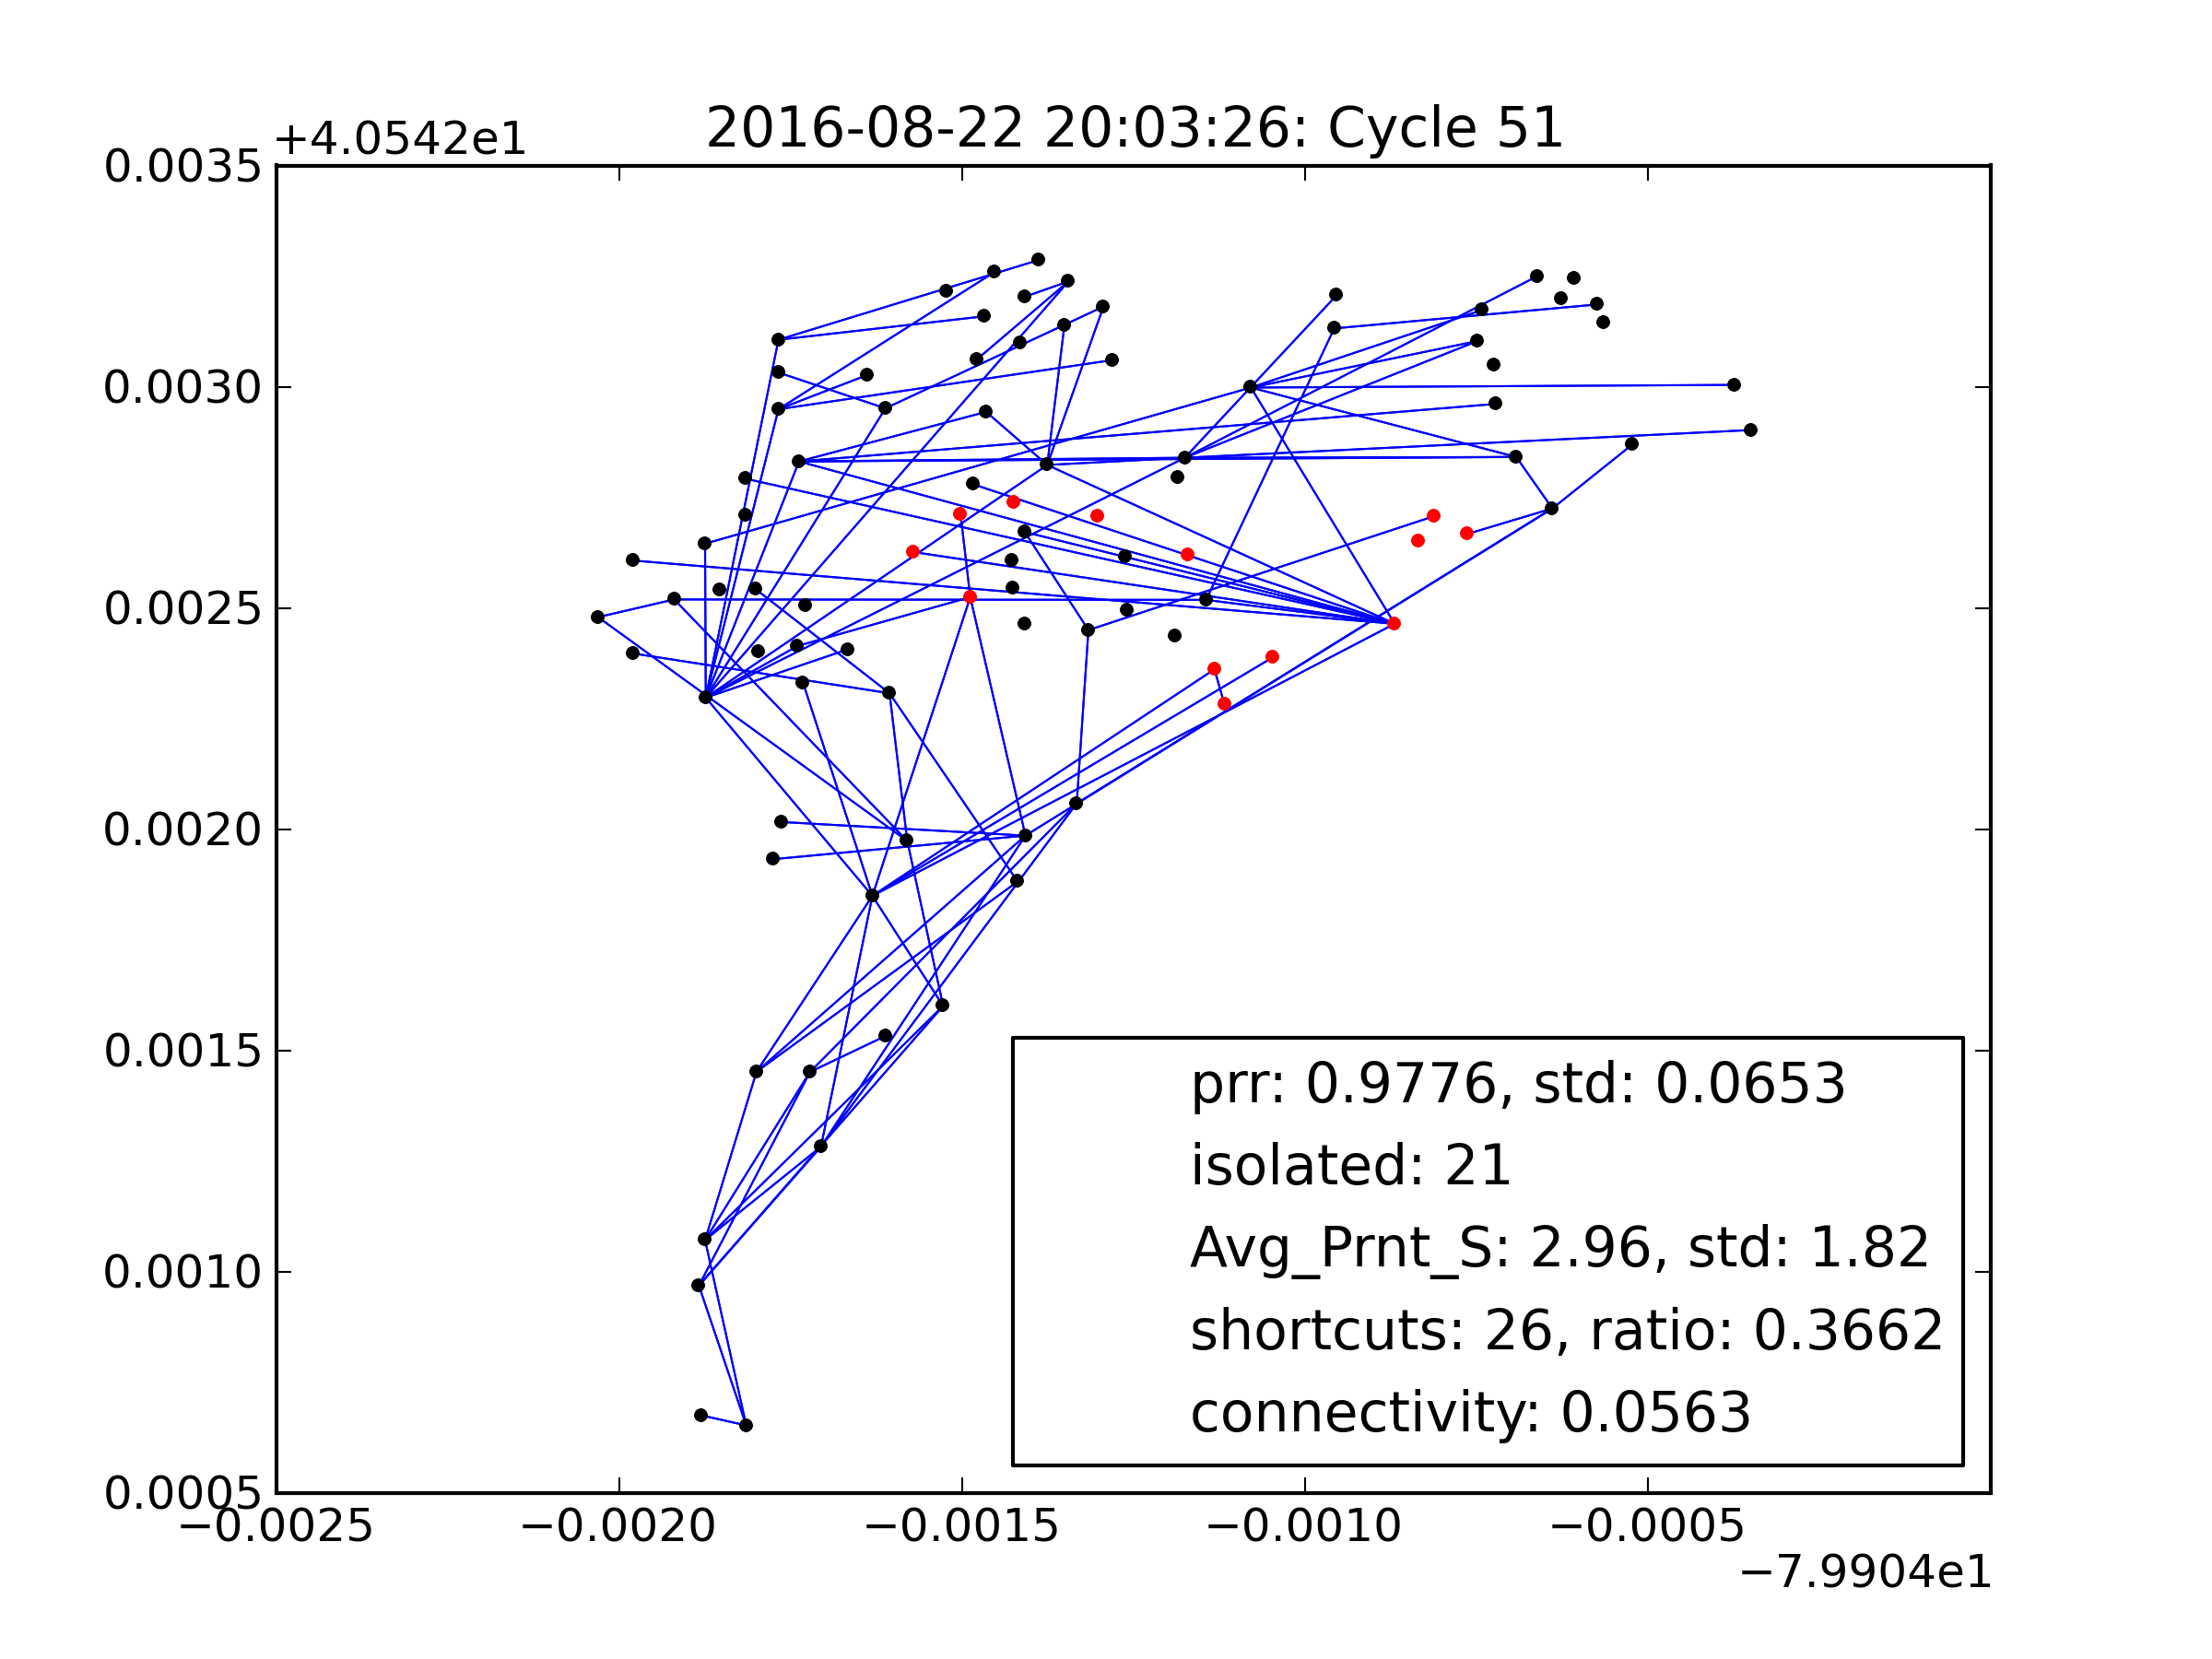 2016-08-22 20:03:26: Cycle 51
+4.0542e1
0.0035
0.0030
0.0025
0.0020
0.0015
0.0010
0.0005
prr: 0.9776, std: 0.0653
isolated: 21
Avg_Prnt_S: 2.96, std: 1.82
shortcuts: 26, ratio: 0.3662
connectivity: 0.0563
−0.0025 −0.0020 −0.0015 −0.0010 −0.0005
−7.9904e1